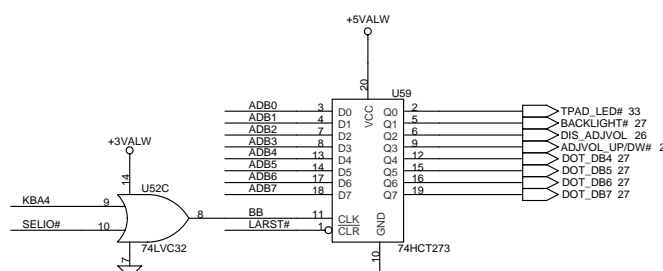 +5VALW
20
U59
VCC
ADB0 3 D0 Q0 2 TPAD_LED# 33
ADB1 4 D1 Q1 5 BACKLIGHT# 27
ADB2 7 D2 Q2 6 DIS_ADJVOL 26
ADB3 8 D3 Q3 9 ADJVOL_UP/DW# 2
ADB4 13 D4 Q4 12 DOT_DB4 27
ADB5 14 D5 Q5 15 DOT_DB5 27
ADB6 17 D6 Q6 16 DOT_DB6 27
ADB7 18 D7 Q7 19 DOT_DB7 27
+3VALW
14
U52C
KBA4 9
8 BB 11 CLK
SELIO# 10
LARST# 1 CLR
GND
74LVC32
74HCT273
7
10